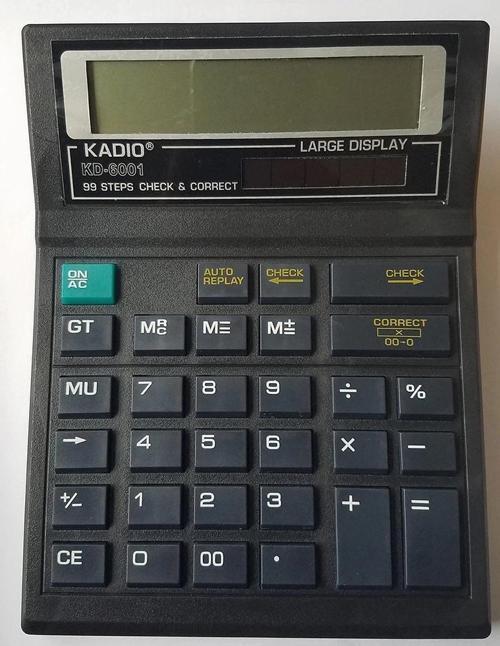 KADIO®
LARGE DISPLAY
KD-6001
99 STEPS CHECK & CORRECT
ON
AC
AUTO
REPLAY
CHECK
←
CHECK
→
GT
MRC
M=
M±
CORRECT
×
00→0
MU
7
8
9
÷
%
→
4
5
6
×
−
+/−
1
2
3
+
=
CE
0
00
.